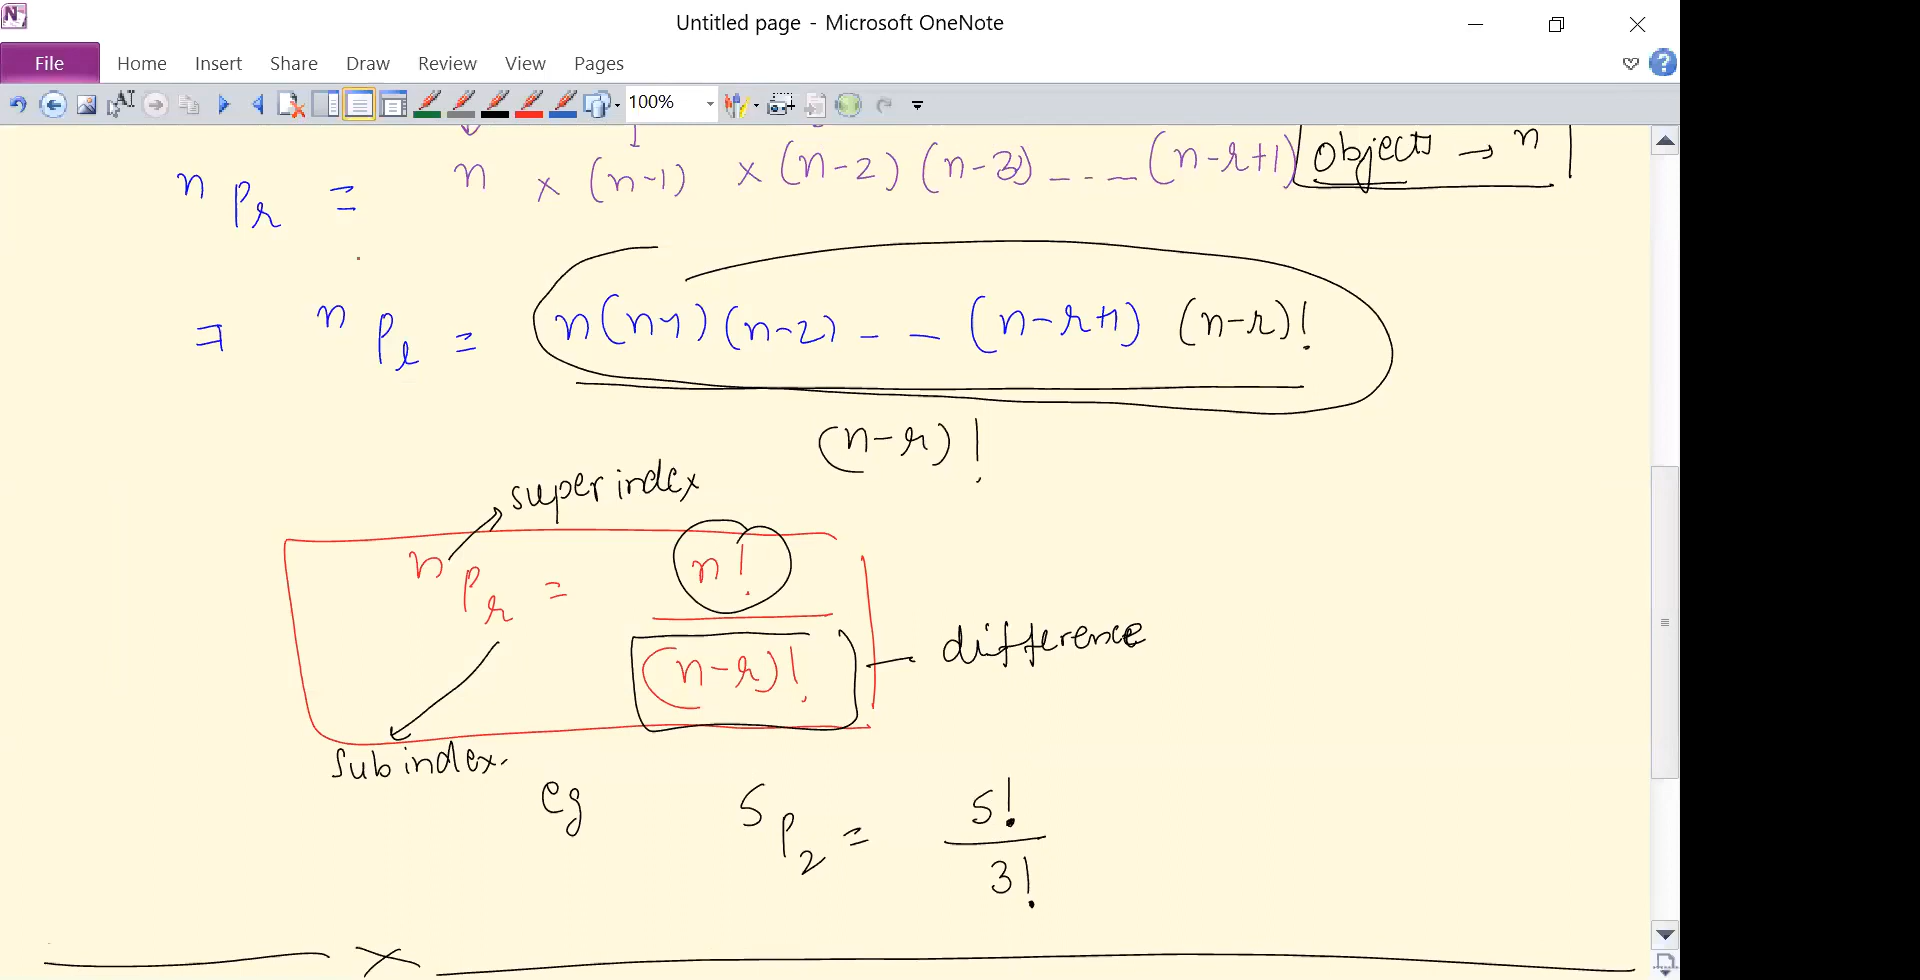 Untitled page - Microsoft OneNote
File Home Insert Share Draw Review View Pages
100%
nPr = n × (n-1) × (n-2) (n-3) - - - (n-r+1) objects → n
⇒ nPr = n(n-1)(n-2) - - (n-r+1) (n-r)!
(n-r)!
super index
nPr = n!
(n-r)! — difference
Sub index.
eg 5P2 = 5!
3!
×